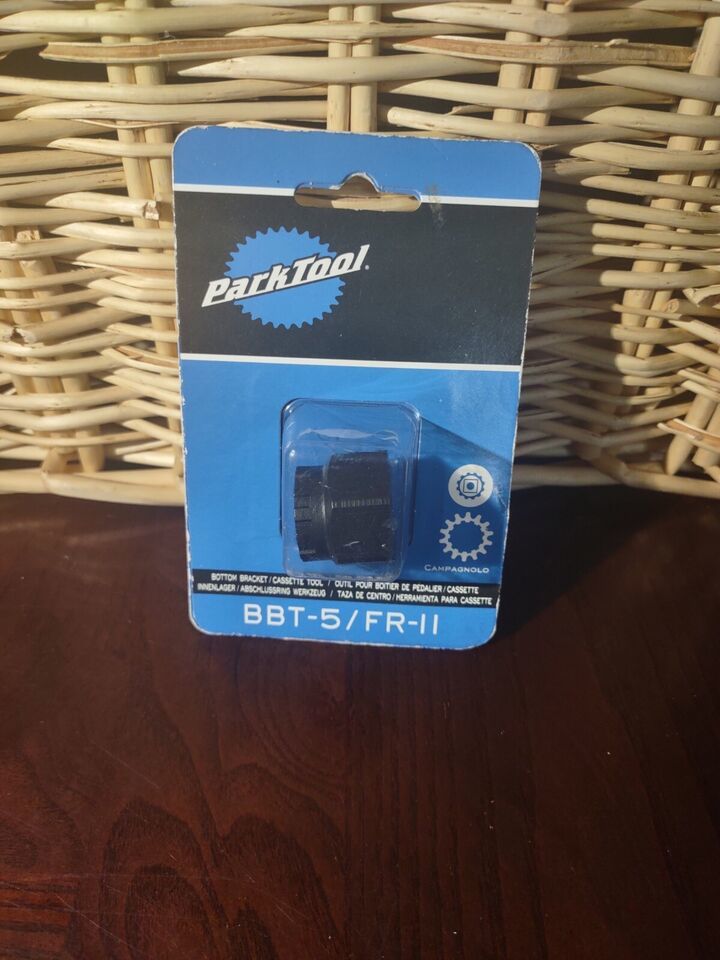 ParkTool®
CAMPAGNOLO
BOTTOM BRACKET / CASSETTE TOOL / OUTIL POUR BOITIER DE PEDALIER / CASSETTE
INNENLAGER / ABSCHLUSSRING WERKZEUG / TAZA DE CENTRO / HERRAMIENTA PARA CASSETTE
BBT-5/FR-11